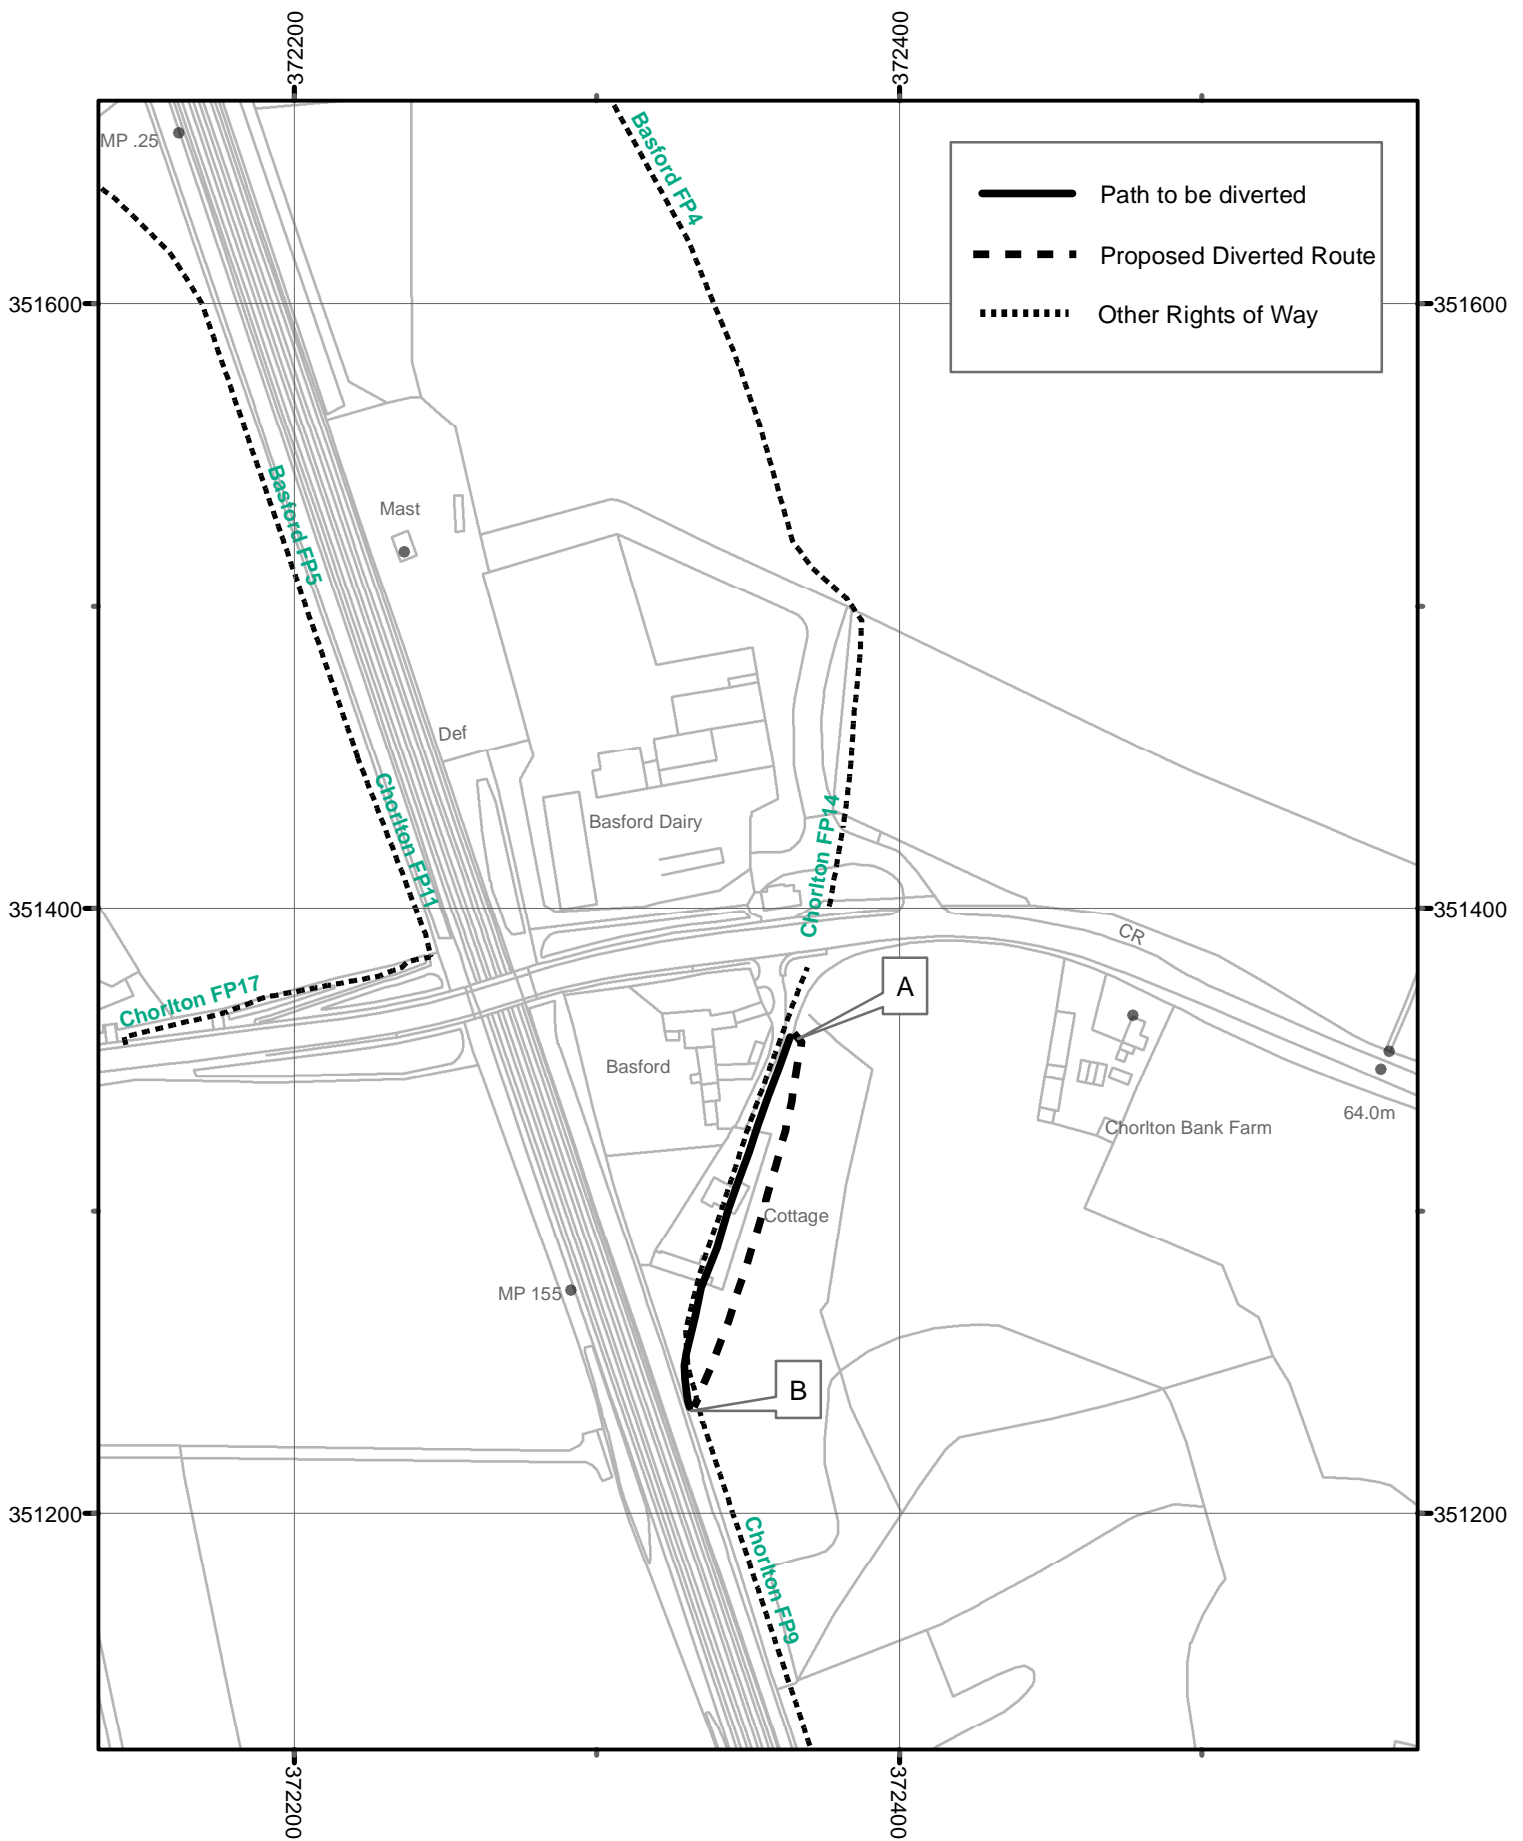 372200
372400
MP .25
Basford FP4
Path to be diverted
Proposed Diverted Route
Other Rights of Way
351600
351600
Basford FP5
Mast
Def
Chorlton FP11
Basford Dairy
Chorlton FP14
351400
351400
CR
Chorlton FP17
A
Basford
64.0m
Chorlton Bank Farm
Cottage
MP 155
B
351200
351200
Chorlton FP9
372200
372400